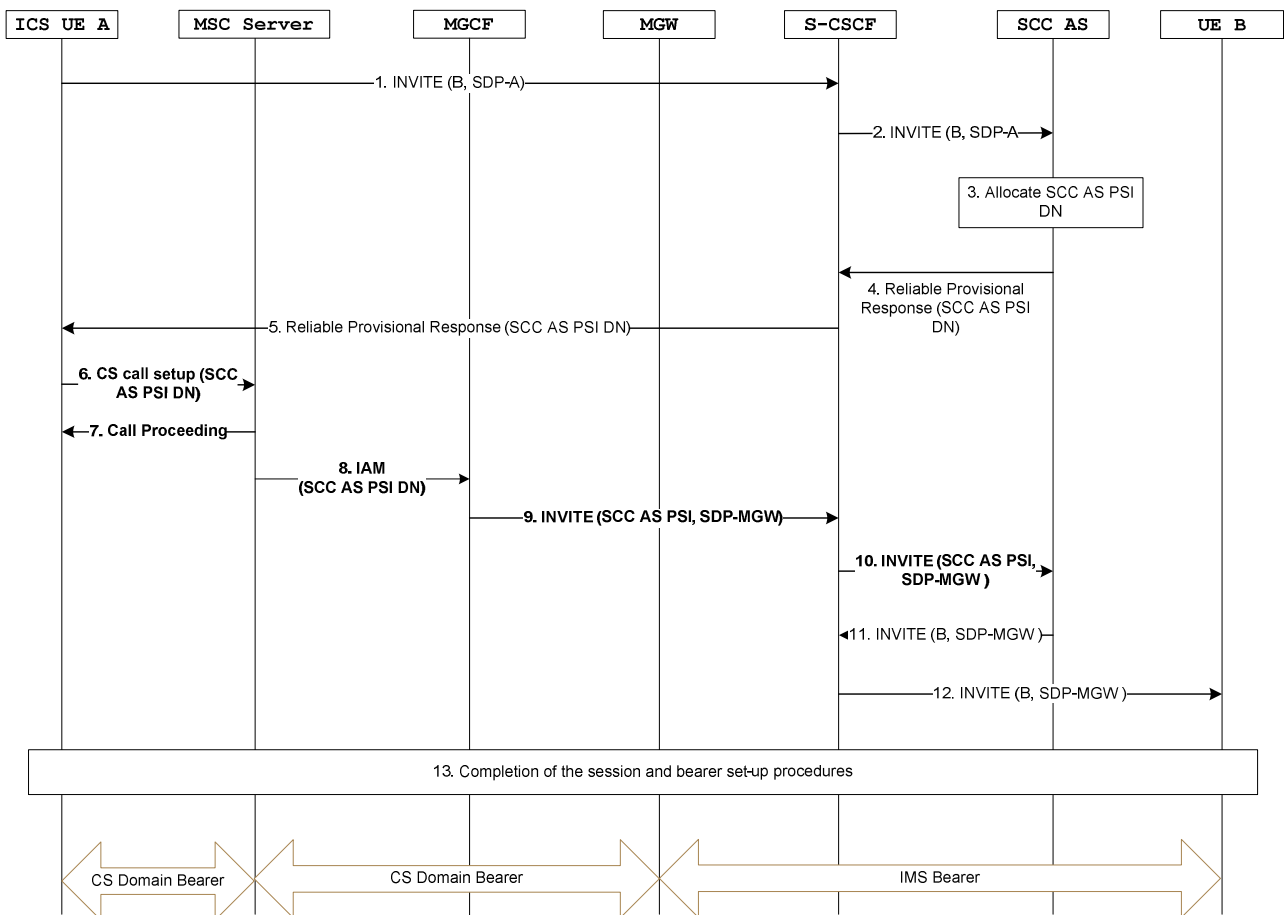 ICS UE A
MSC Server
MGCF
MGW
S-CSCF
SCC AS
UE B
1. INVITE (B, SDP-A)
2. INVITE (B, SDP-A
3. Allocate SCC AS PSI
DN
4. Reliable Provisional
Response (SCC AS PSI
DN)
5. Reliable Provisional Response (SCC AS PSI DN)
6. CS call setup (SCC
AS PSI DN)
7. Call Proceeding
8. IAM
(SCC AS PSI DN)
9. INVITE (SCC AS PSI, SDP-MGW)
10. INVITE (SCC AS PSI,
SDP-MGW )
11. INVITE (B, SDP-MGW )
12. INVITE (B, SDP-MGW )
13. Completion of the session and bearer set-up procedures
CS Domain Bearer
CS Domain Bearer
IMS Bearer